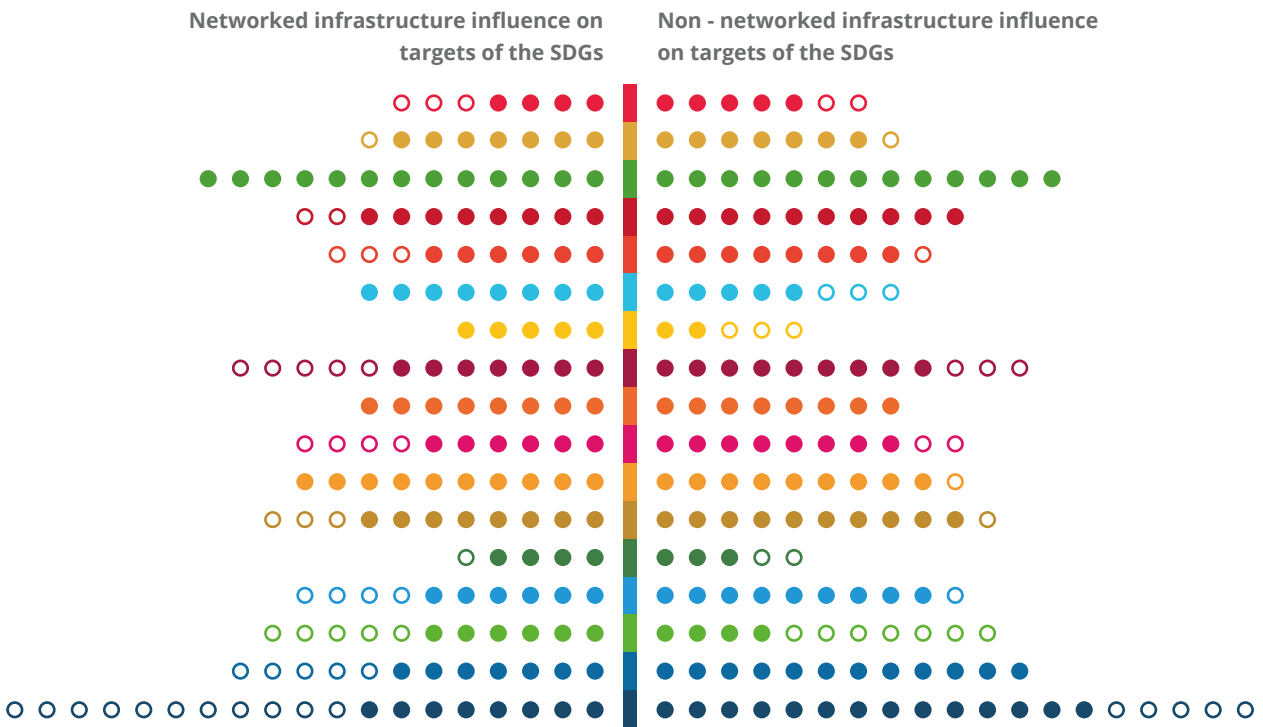 Networked infrastructure influence on
targets of the SDGs
Non - networked infrastructure influence
on targets of the SDGs